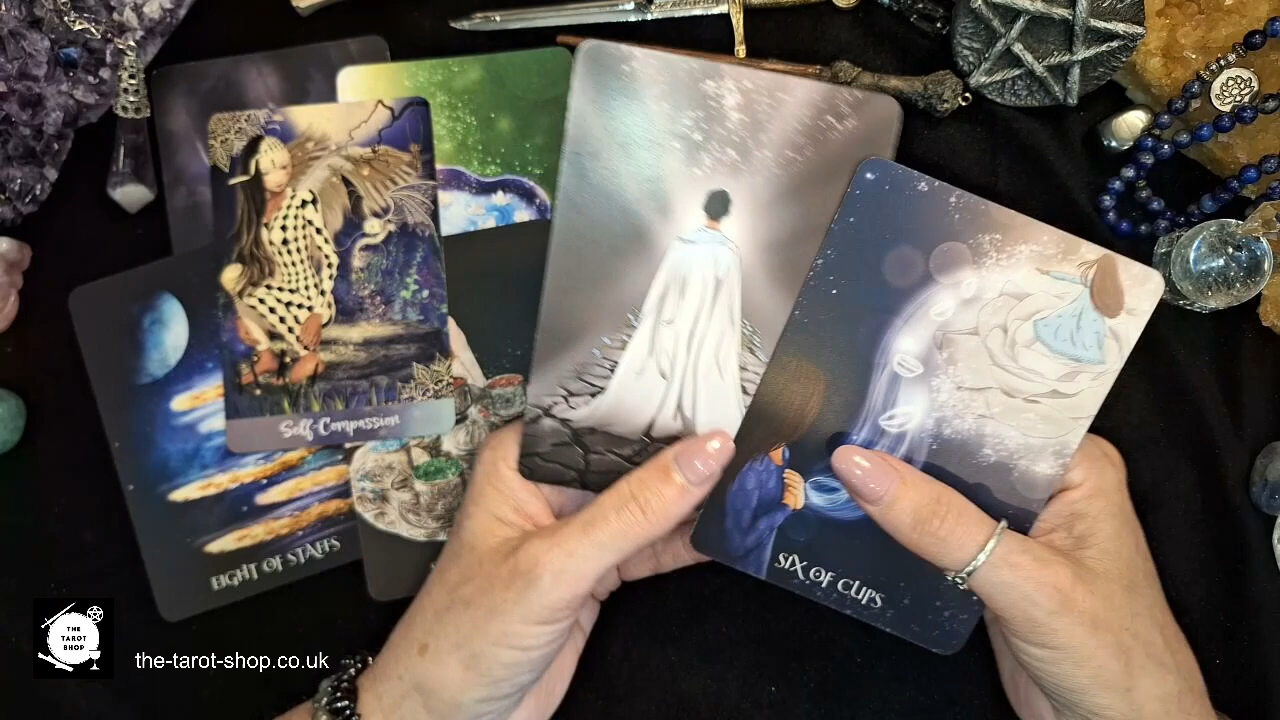 Self-Compassion
EIGHT OF STAFFS
SIX OF CUPS
THE
TAROT
SHOP
the-tarot-shop.co.uk